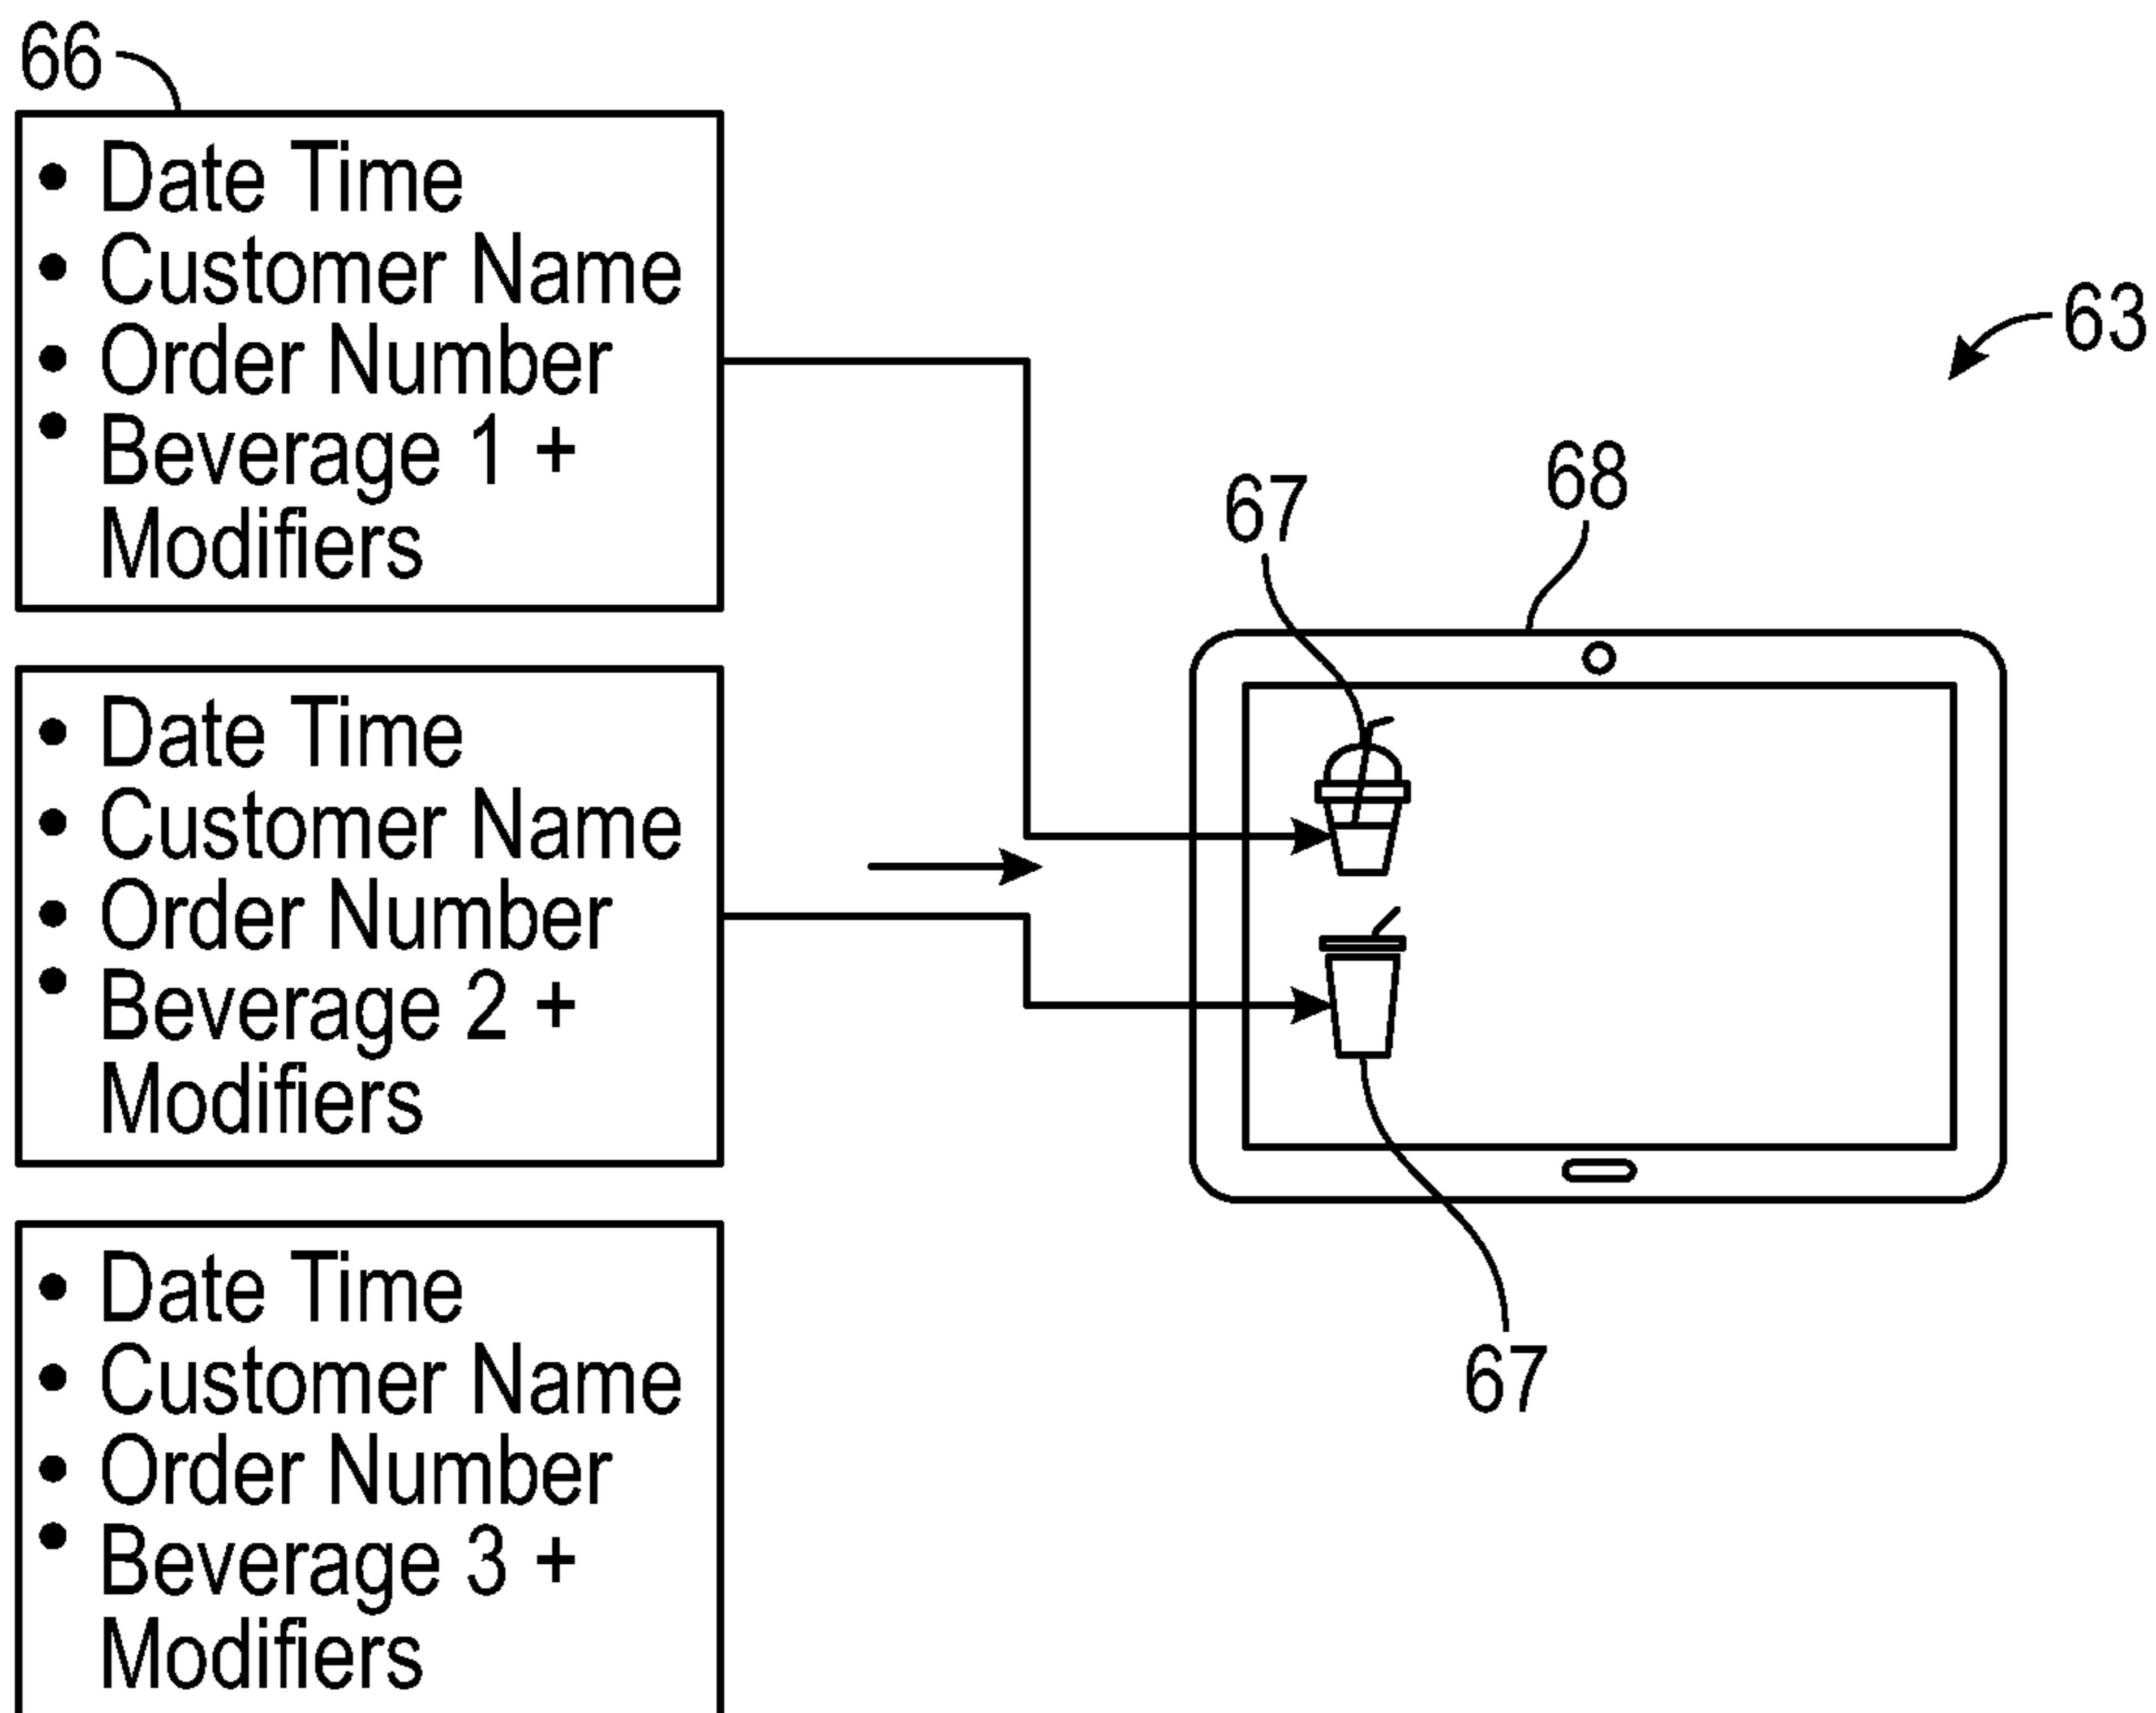 66
• Date Time
• Customer Name
• Order Number
• Beverage 1 +
Modifiers
63
68
67
• Date Time
• Customer Name
• Order Number
• Beverage 2 +
Modifiers
67
• Date Time
• Customer Name
• Order Number
• Beverage 3 +
Modifiers